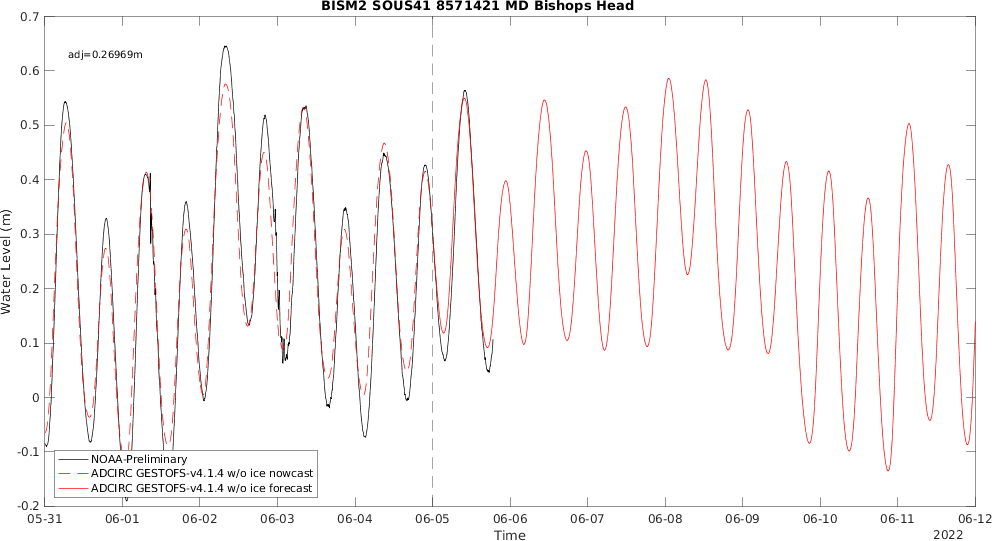 BISM2 SOUS41 8571421 MD Bishops Head
0.7
adj=0.26969m
0.6
0.5
0.4
0.3
0.2
0.1
0
-0.1
-0.2
Water Level (m)
NOAA-Preliminary
ADCIRC GESTOFS-v4.1.4 w/o ice nowcast
ADCIRC GESTOFS-v4.1.4 w/o ice forecast
05-31 06-01 06-02 06-03 06-04 06-05 06-06 06-07 06-08 06-09 06-10 06-11 06-12
Time
2022